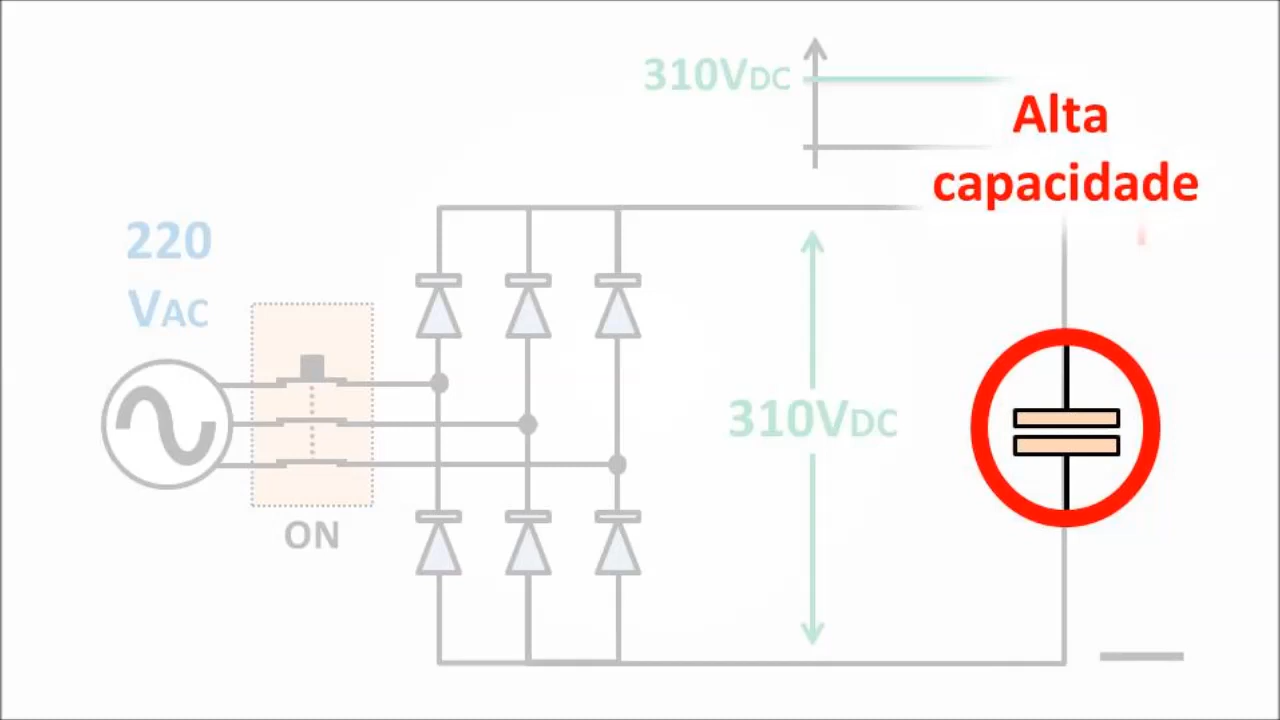 310VDC
Alta
capacidade
220
VAC
310VDC
ON